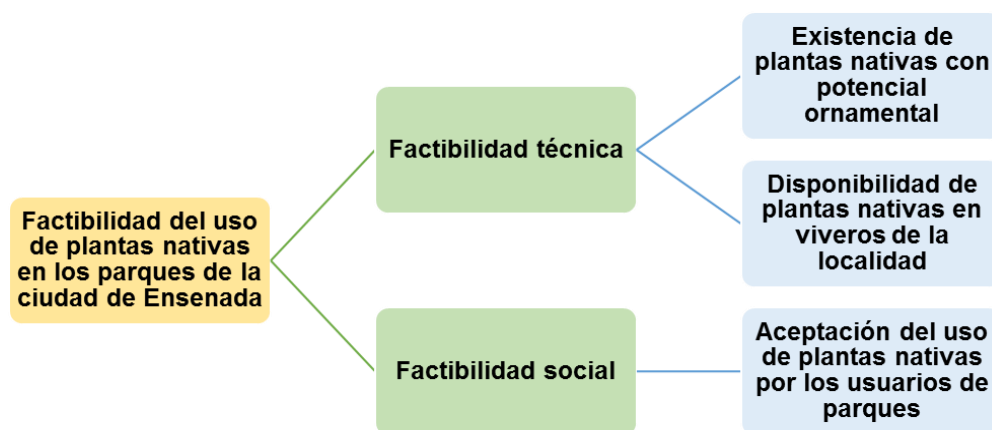 Factibilidad del uso
de plantas nativas
en los parques de la
ciudad de Ensenada
Factibilidad técnica
Existencia de
plantas nativas con
potencial
ornamental
Disponibilidad de
plantas nativas en
viveros de la
localidad
Factibilidad social
Aceptación del uso
de plantas nativas
por los usuarios de
parques